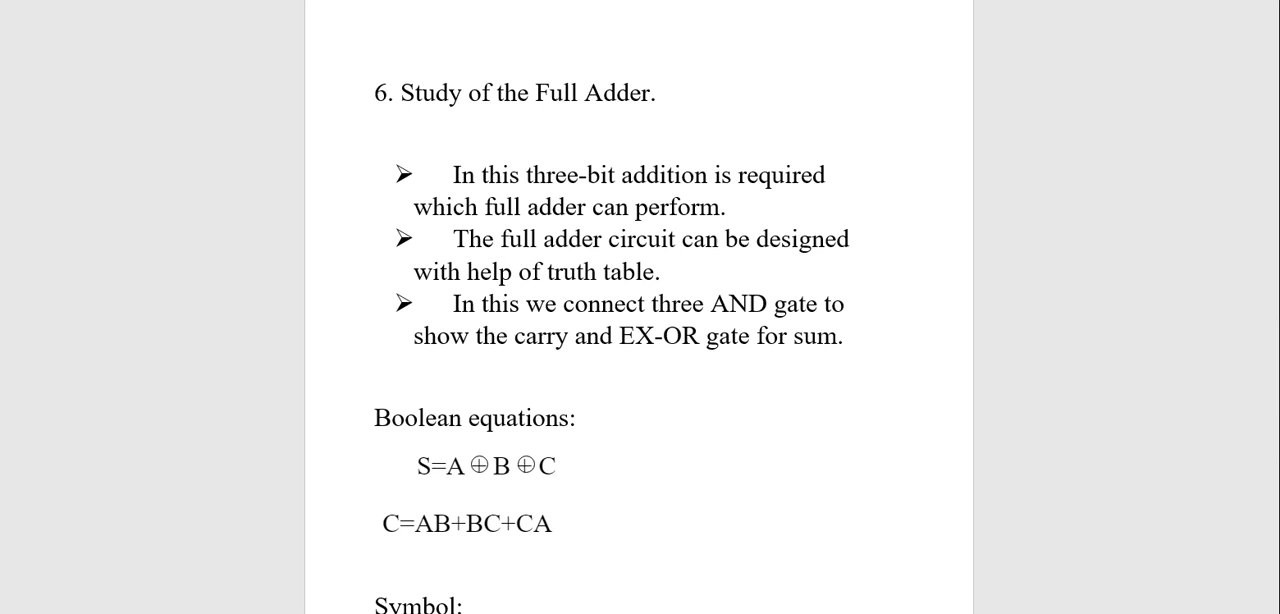 6. Study of the Full Adder.
➢ In this three-bit addition is required
which full adder can perform.
➢ The full adder circuit can be designed
with help of truth table.
➢ In this we connect three AND gate to
show the carry and EX-OR gate for sum.
Boolean equations:
S=A⊕B⊕C
C=AB+BC+CA
Symbol: